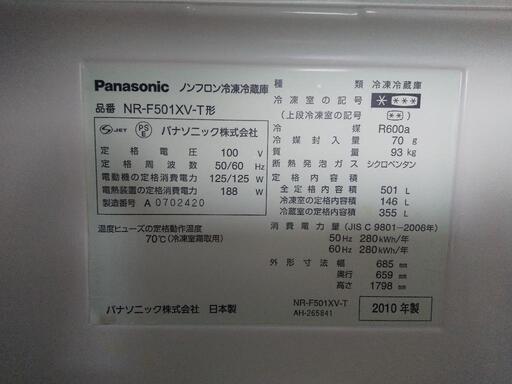 Panasonic ノンフロン冷凍冷蔵庫
品番 NR-F501XV-T形
S JET PS E パナソニック株式会社
定格電圧 100 V
定格周波数 50/60 Hz
電動機の定格消費電力 125/125 W
電熱装置の定格消費電力 188 W
製造番号 A 0702420
温度ヒューズの定格動作温度
70℃(冷凍室霜取用)
パナソニック株式会社 日本製
種類 冷凍冷蔵庫
冷凍室の記号 ****
(上段冷凍室の記号 **)
冷媒 R600a
冷媒封入量 70 g
質量 93 kg
断熱発泡ガス シクロペンタン
定格内容積
全定格内容積 501 L
冷凍室の定格内容積 146 L
冷蔵室の定格内容積 355 L
消費電力量(JIS C 9801-2006年)
50Hz 280kWh/年
60Hz 280kWh/年
外形寸法 幅 685 mm
奥行 659 mm
高さ 1798 mm
NR-F501XV-T
AH-265841
2010年製